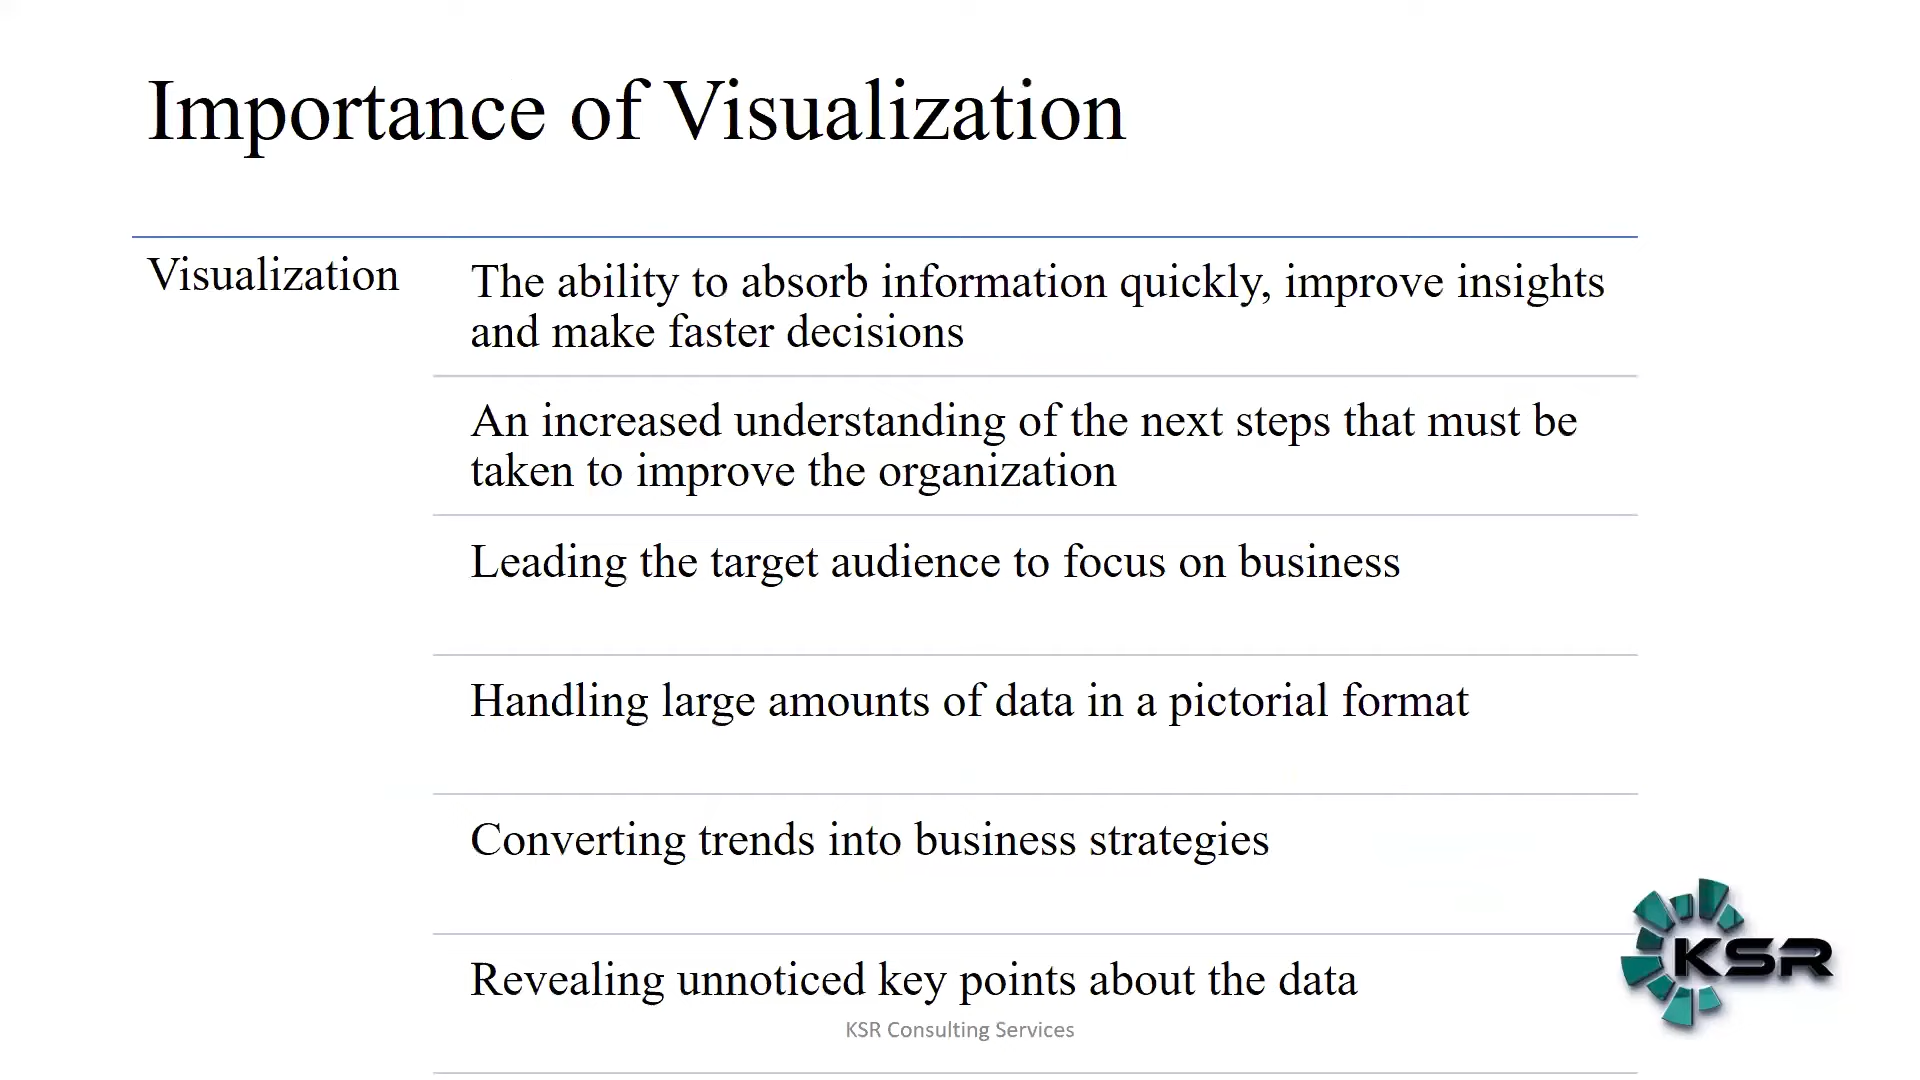 Importance of Visualization
Visualization
The ability to absorb information quickly, improve insights
and make faster decisions
An increased understanding of the next steps that must be
taken to improve the organization
Leading the target audience to focus on business
Handling large amounts of data in a pictorial format
Converting trends into business strategies
KSR
Revealing unnoticed key points about the data
KSR Consulting Services